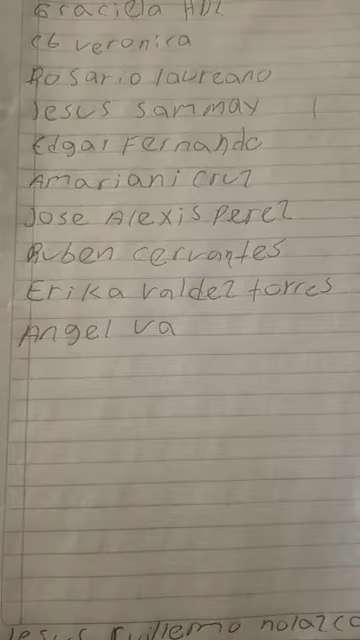 Graciela HDZ
cb veronica
Rosario laureano
Jesus sammay
Edgar Fernando
Amariani cruz
Jose Alexis perez
Ruben cervantes
Erika valdez torres
Angel va
Jesus Guillermo nolazco